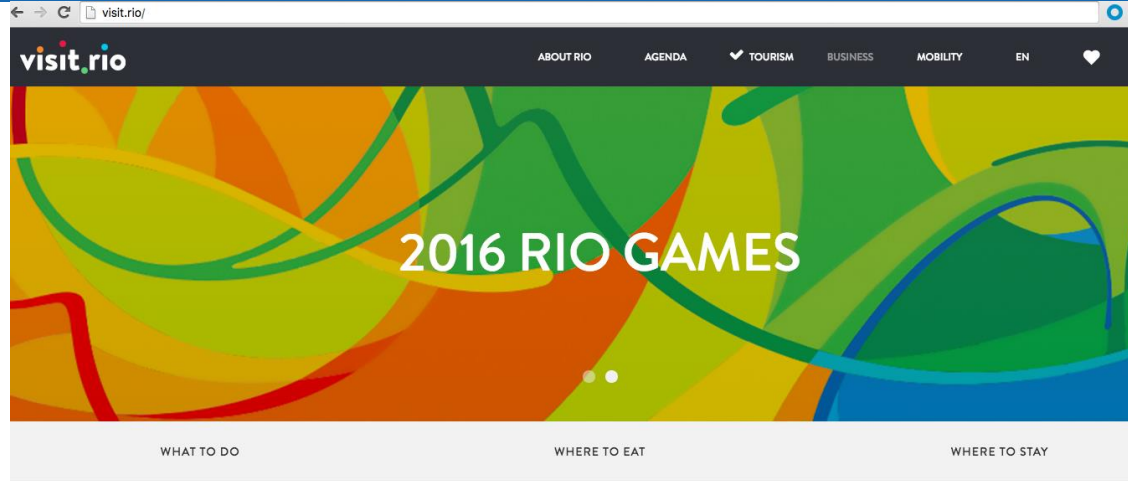 visit.rio/
visit.rio
ABOUT RIO AGENDA TOURISM BUSINESS MOBILITY EN
2016 RIO GAMES
WHAT TO DO WHERE TO EAT WHERE TO STAY